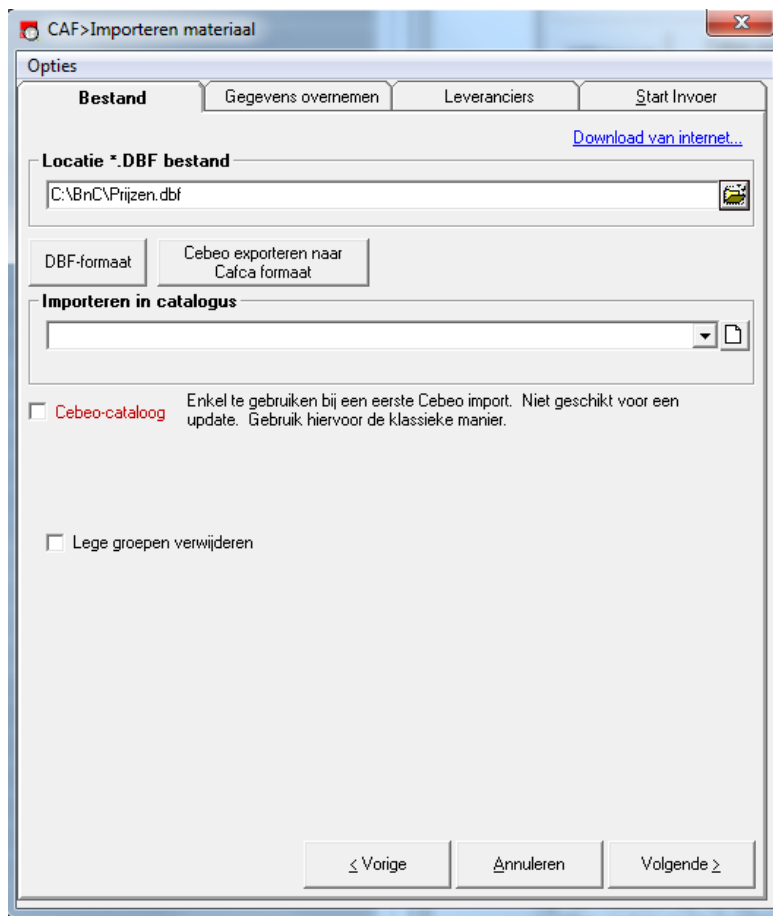 CAF>Importeren materiaal
x
Opties
Bestand
Gegevens overnemen
Leveranciers
Start Invoer
Download van internet...
Locatie *.DBF bestand
C:\BnC\Prijzen.dbf
DBF-formaat
Cebeo exporteren naar
Cafca formaat
Importeren in catalogus
Cebeo-cataloog
Enkel te gebruiken bij een eerste Cebeo import. Niet geschikt voor een
update. Gebruik hiervoor de klassieke manier.
Lege groepen verwijderen
< Vorige
Annuleren
Volgende >